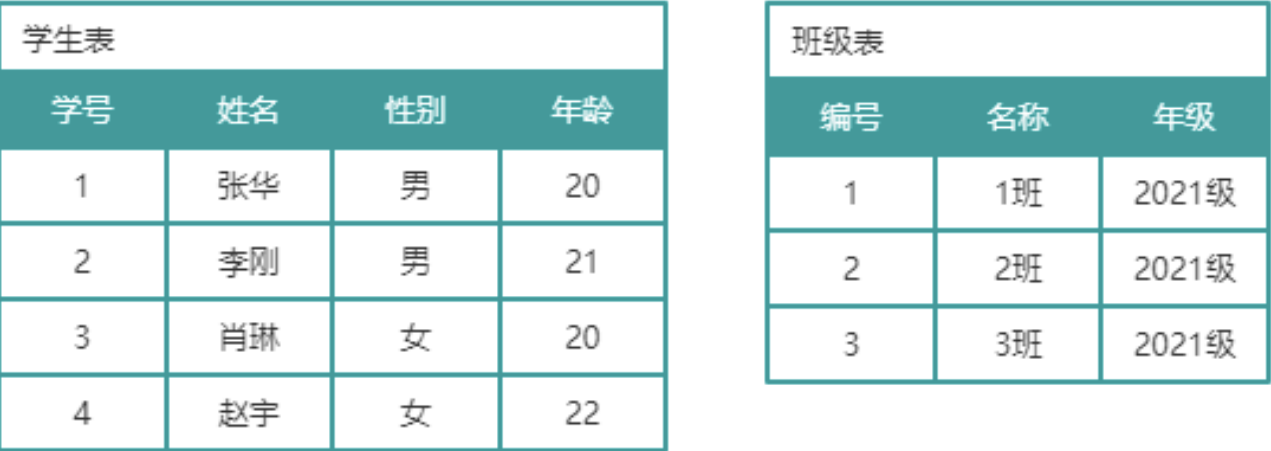 学生表
学号 姓名 性别 年龄
1 张华 男 20
2 李刚 男 21
3 肖琳 女 20
4 赵宇 女 22
班级表
编号 名称 年级
1 1班 2021级
2 2班 2021级
3 3班 2021级